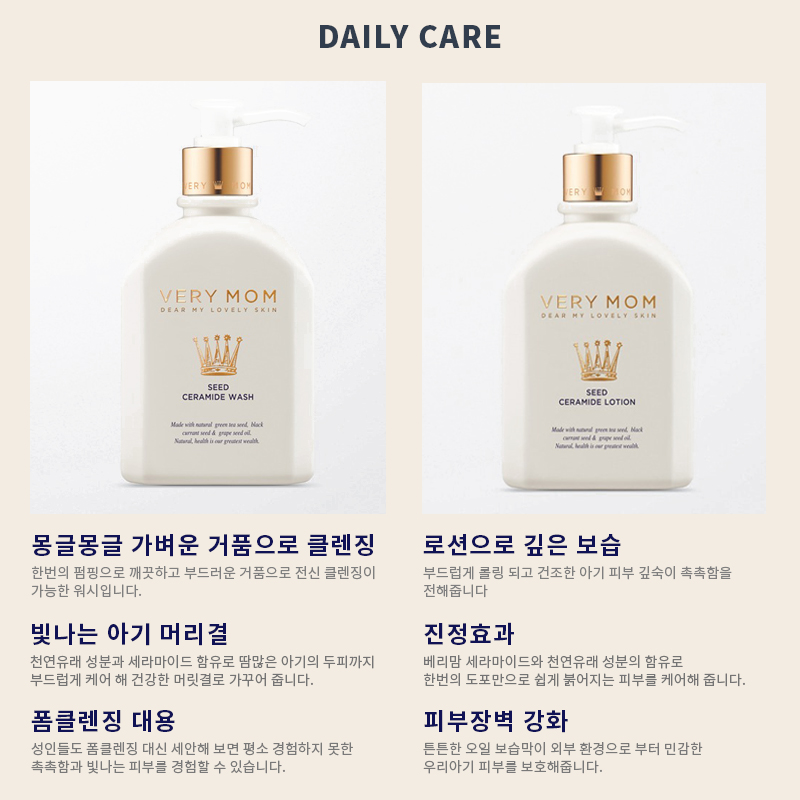 DAILY CARE
VERY MOM
VERY MOM
DEAR MY LOVELY SKIN
SEED
CERAMIDE WASH
Made with natural green tea seed, black
currant seed & grape seed oil.
Natural, health is our greatest wealth.
VERY MOM
VERY MOM
DEAR MY LOVELY SKIN
SEED
CERAMIDE LOTION
Made with natural green tea seed, black
currant seed & grape seed oil.
Natural, health is our greatest wealth.
몽글몽글 가벼운 거품으로 클렌징
한번의 펌핑으로 깨끗하고 부드러운 거품으로 전신 클렌징이
가능한 워시입니다.
빛나는 아기 머리결
천연유래 성분과 세라마이드 함유로 땀많은 아기의 두피까지
부드럽게 케어 해 건강한 머릿결로 가꾸어 줍니다.
폼클렌징 대용
성인들도 폼클렌징 대신 세안해 보면 평소 경험하지 못한
촉촉함과 빛나는 피부를 경험할 수 있습니다.
로션으로 깊은 보습
부드럽게 롤링 되고 건조한 아기 피부 깊숙이 촉촉함을
전해줍니다
진정효과
베리맘 세라마이드와 천연유래 성분의 함유로
한번의 도포만으로 쉽게 붉어지는 피부를 케어해 줍니다.
피부장벽 강화
튼튼한 오일 보습막이 외부 환경으로 부터 민감한
우리아기 피부를 보호해줍니다.